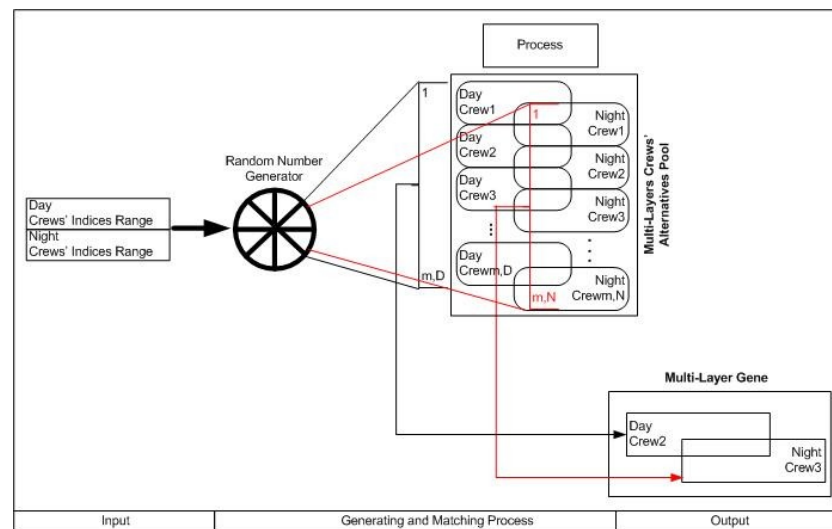 Process
Multi-Layers Crews'
Alternatives Pool
1
Day
Crew1
1
Night
Crew1
Day
Crew2
Night
Crew2
Day
Crew3
Night
Crew3
...
...
Day
Crewm,D
m,D
Night
Crewm,N
m,N
Random Number
Generator
Day
Crews' Indices Range
Night
Crews' Indices Range
Multi-Layer Gene
Day
Crew2
Night
Crew3
Input
Generating and Matching Process
Output